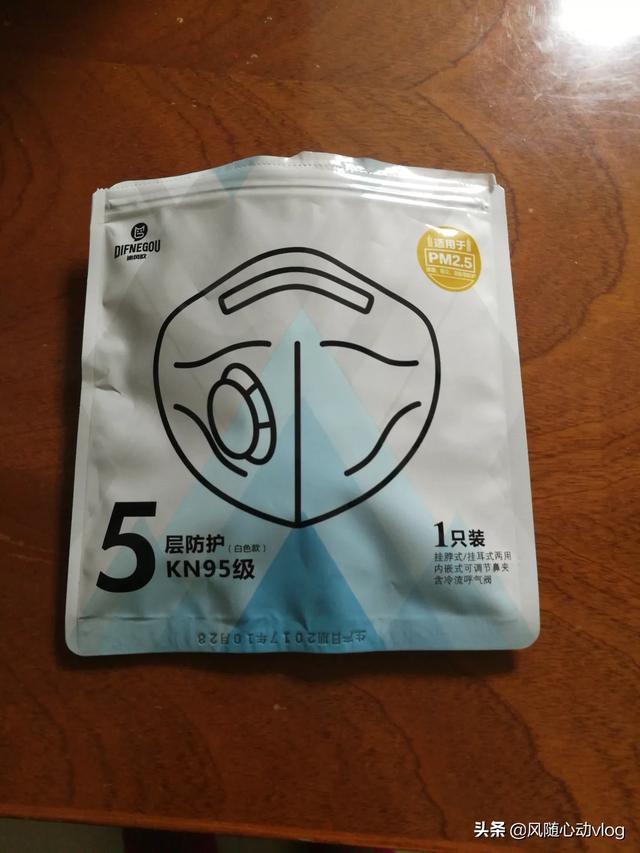 DIFNEGOU
迪风狗
适用于
PM2.5
5
层防护（白色款）
KN95级
1只装
挂脖式/挂耳式两用
内嵌式可调节鼻夹
含冷流呼气阀
生产日期2017年10月28
头条 @风随心动vlog